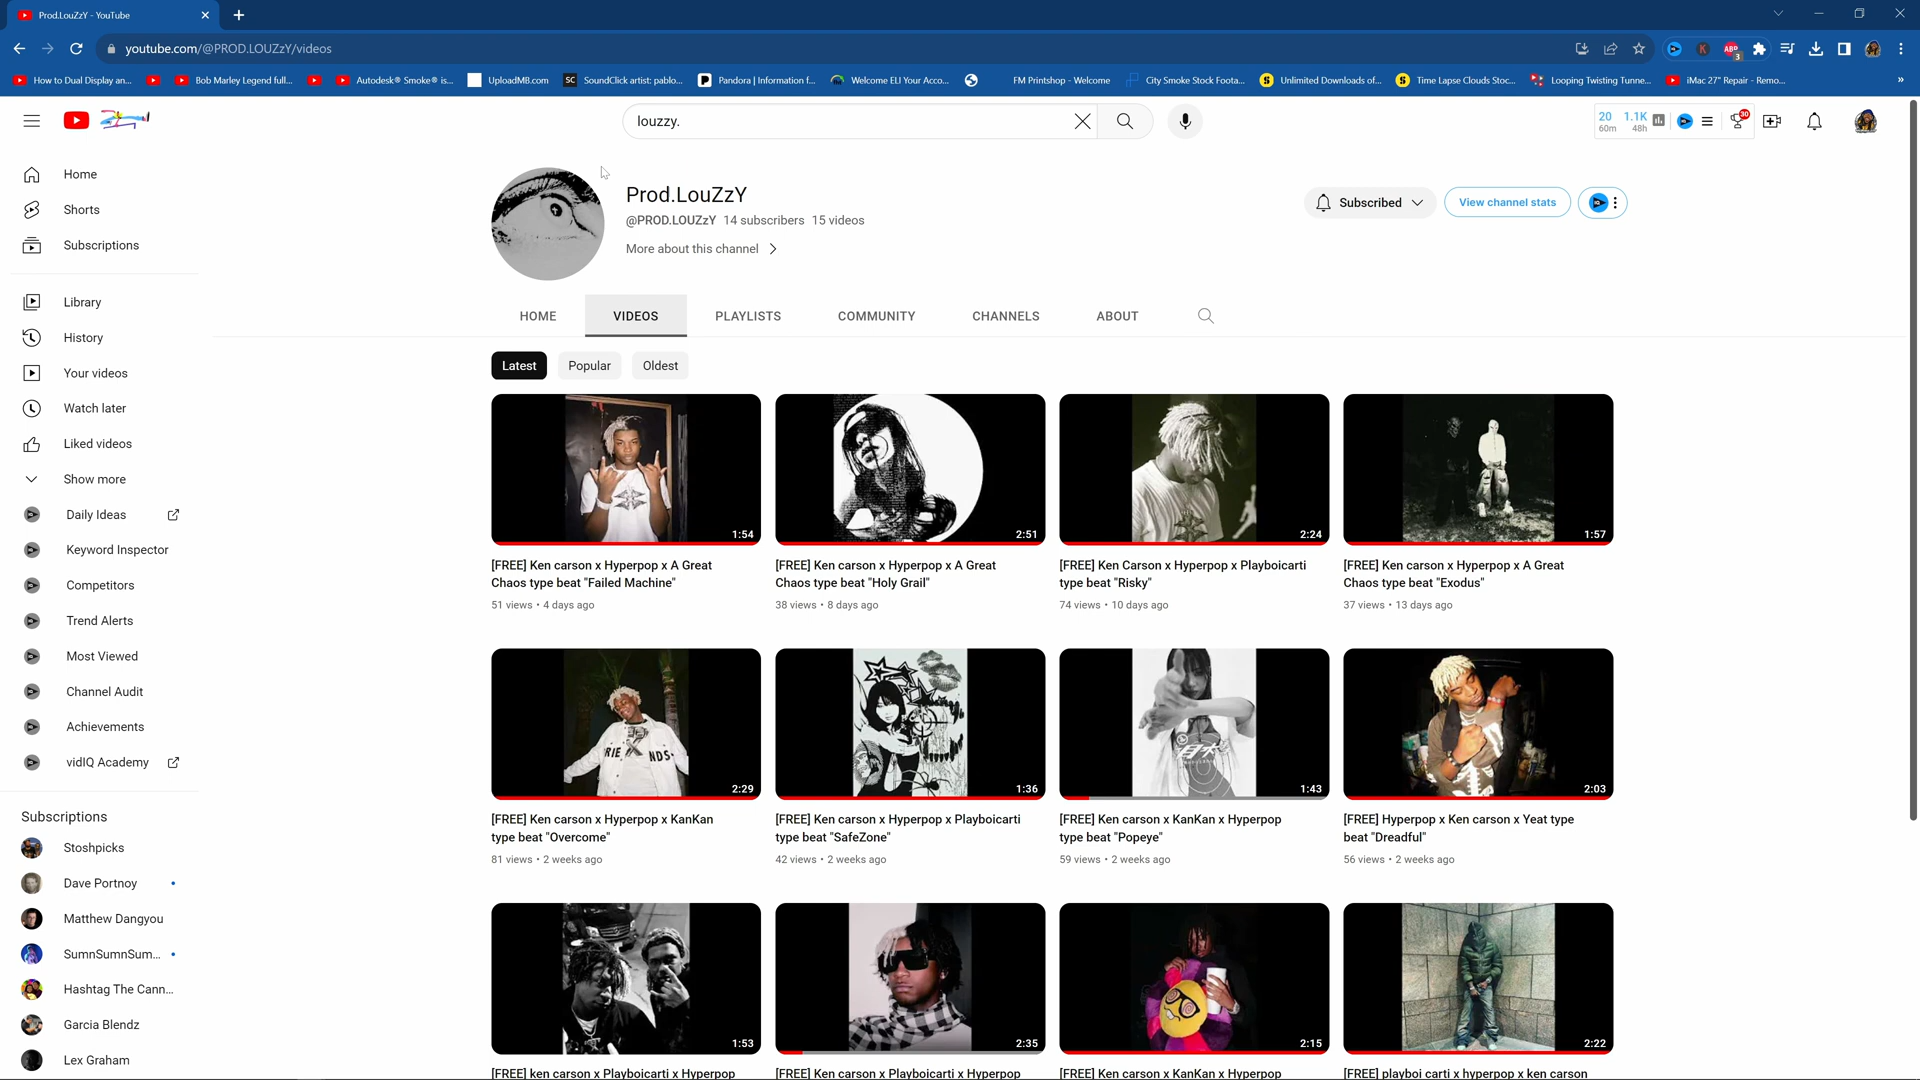 Prod.LouZzY - YouTube
youtube.com/@PROD.LOUZzY/videos
How to Dual Display an...
Bob Marley Legend full...
Autodesk® Smoke® is...
UploadMB.com
SoundClick artist: pablo...
Pandora | Information f...
Welcome ELI Your Acco...
FM Printshop - Welcome
City Smoke Stock Foota...
Unlimited Downloads of...
Time Lapse Clouds Stoc...
Looping Twisting Tunne...
iMac 27" Repair - Remo...
louzzy.
20 1.1K
60m 48h
30
Home
Shorts
Subscriptions
Library
History
Your videos
Watch later
Liked videos
Show more
Daily Ideas
Keyword Inspector
Competitors
Trend Alerts
Most Viewed
Channel Audit
Achievements
vidIQ Academy
Subscriptions
Stoshpicks
Dave Portnoy
Matthew Dangyou
SumnSumnSum...
Hashtag The Cann...
Garcia Blendz
Lex Graham
Prod.LouZzY
@PROD.LOUZzY 14 subscribers 15 videos
More about this channel
Subscribed
View channel stats
HOME VIDEOS PLAYLISTS COMMUNITY CHANNELS ABOUT
Latest Popular Oldest
1:54
[FREE] Ken carson x Hyperpop x A Great
Chaos type beat "Failed Machine"
51 views • 4 days ago
2:51
[FREE] Ken carson x Hyperpop x A Great
Chaos type beat "Holy Grail"
38 views • 8 days ago
2:24
[FREE] Ken Carson x Hyperpop x Playboicarti
type beat "Risky"
74 views • 10 days ago
1:57
[FREE] Ken carson x Hyperpop x A Great
Chaos type beat "Exodus"
37 views • 13 days ago
2:29
[FREE] Ken carson x Hyperpop x KanKan
type beat "Overcome"
81 views • 2 weeks ago
1:36
[FREE] Ken carson x Hyperpop x Playboicarti
type beat "SafeZone"
42 views • 2 weeks ago
1:43
[FREE] Ken carson x KanKan x Hyperpop
type beat "Popeye"
59 views • 2 weeks ago
2:03
[FREE] Hyperpop x Ken carson x Yeat type
beat "Dreadful"
56 views • 2 weeks ago
1:53
[FREE] ken carson x Playboicarti x Hyperpop
2:35
[FREE] Ken carson x Playboicarti x Hyperpop
2:15
[FREE] Ken carson x KanKan x Hyperpop
2:22
[FREE] playboi carti x hyperpop x ken carson